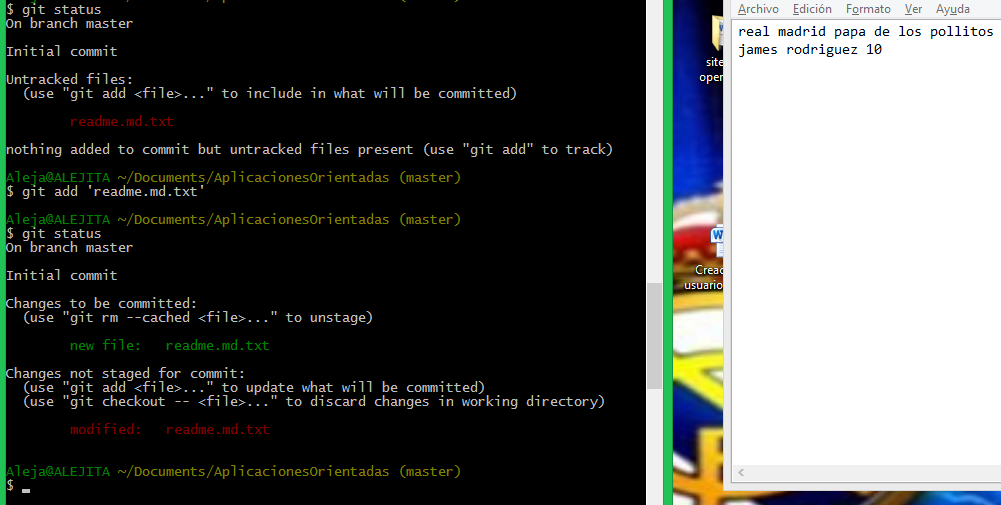 $ git status
On branch master
Initial commit
Untracked files:
(use "git add <file>..." to include in what will be committed)
readme.md.txt
nothing added to commit but untracked files present (use "git add" to track)
Aleja@ALEJITA ~/Documents/AplicacionesOrientadas (master)
$ git add 'readme.md.txt'
Aleja@ALEJITA ~/Documents/AplicacionesOrientadas (master)
$ git status
On branch master
Initial commit
Changes to be committed:
(use "git rm --cached <file>..." to unstage)
new file:   readme.md.txt
Changes not staged for commit:
(use "git add <file>..." to update what will be committed)
(use "git checkout -- <file>..." to discard changes in working directory)
modified:   readme.md.txt
Aleja@ALEJITA ~/Documents/AplicacionesOrientadas (master)
$
site
oper
Creac
usuario
Archivo Edición Formato Ver Ayuda
real madrid papa de los pollitos
james rodriguez 10